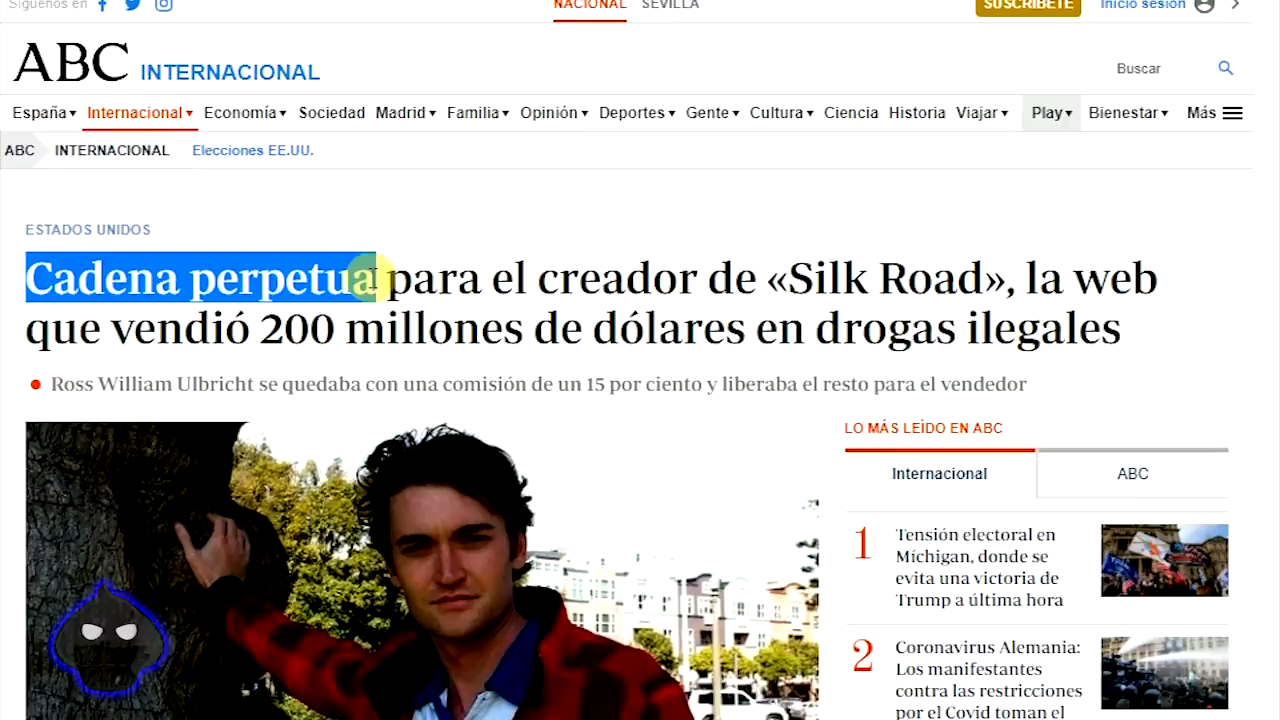 Síguenos en
NACIONAL SEVILLA
SUSCRÍBETE
Inicio sesión
ABC INTERNACIONAL
Buscar
España Internacional Economía Sociedad Madrid Familia Opinión Deportes Gente Cultura Ciencia Historia Viajar Play Bienestar Más
ABC INTERNACIONAL Elecciones EE.UU.
ESTADOS UNIDOS
Cadena perpetua para el creador de «Silk Road», la web
que vendió 200 millones de dólares en drogas ilegales
Ross William Ulbricht se quedaba con una comisión de un 15 por ciento y liberaba el resto para el vendedor
LO MÁS LEÍDO EN ABC
Internacional ABC
1 Tensión electoral en
Míchigan, donde se
evita una victoria de
Trump a última hora
2 Coronavirus Alemania:
Los manifestantes
contra las restricciones
por el Covid toman el